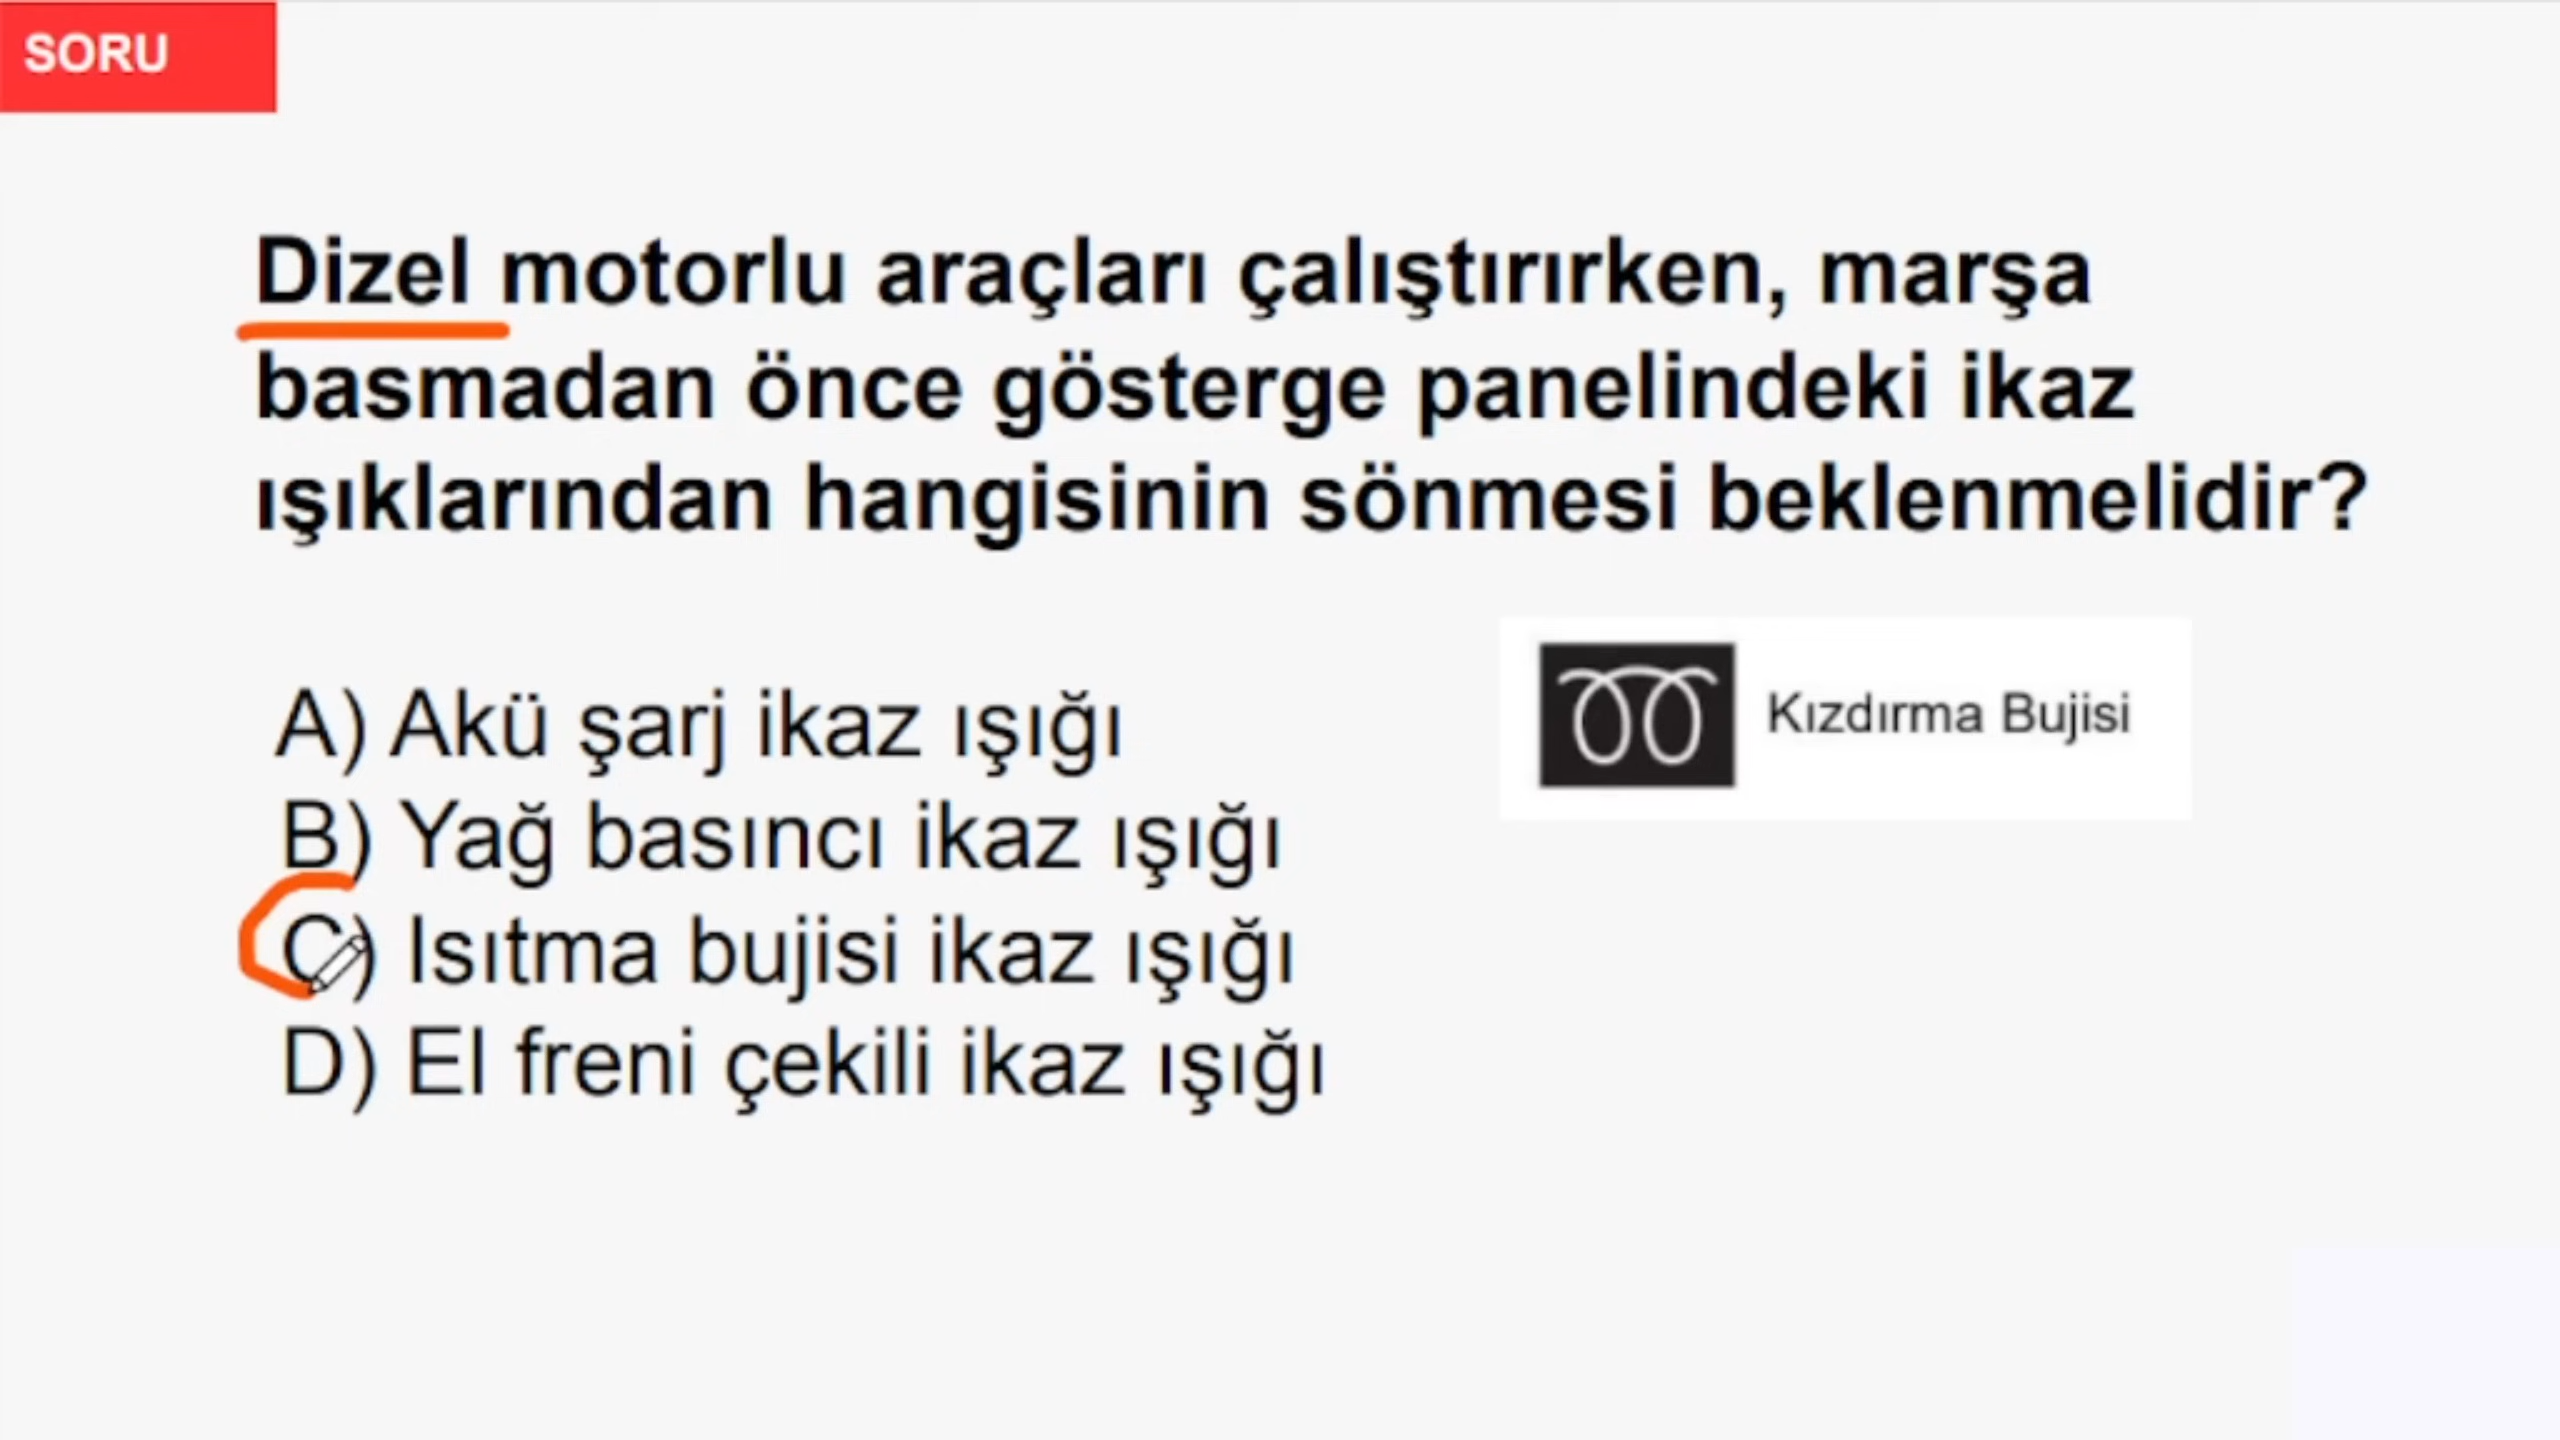 SORU
Dizel motorlu araçları çalıştırırken, marşa
basmadan önce gösterge panelindeki ikaz
ışıklarından hangisinin sönmesi beklenmelidir?
A) Akü şarj ikaz ışığı
Kızdırma Bujisi
B) Yağ basıncı ikaz ışığı
C) Isıtma bujisi ikaz ışığı
D) El freni çekili ikaz ışığı